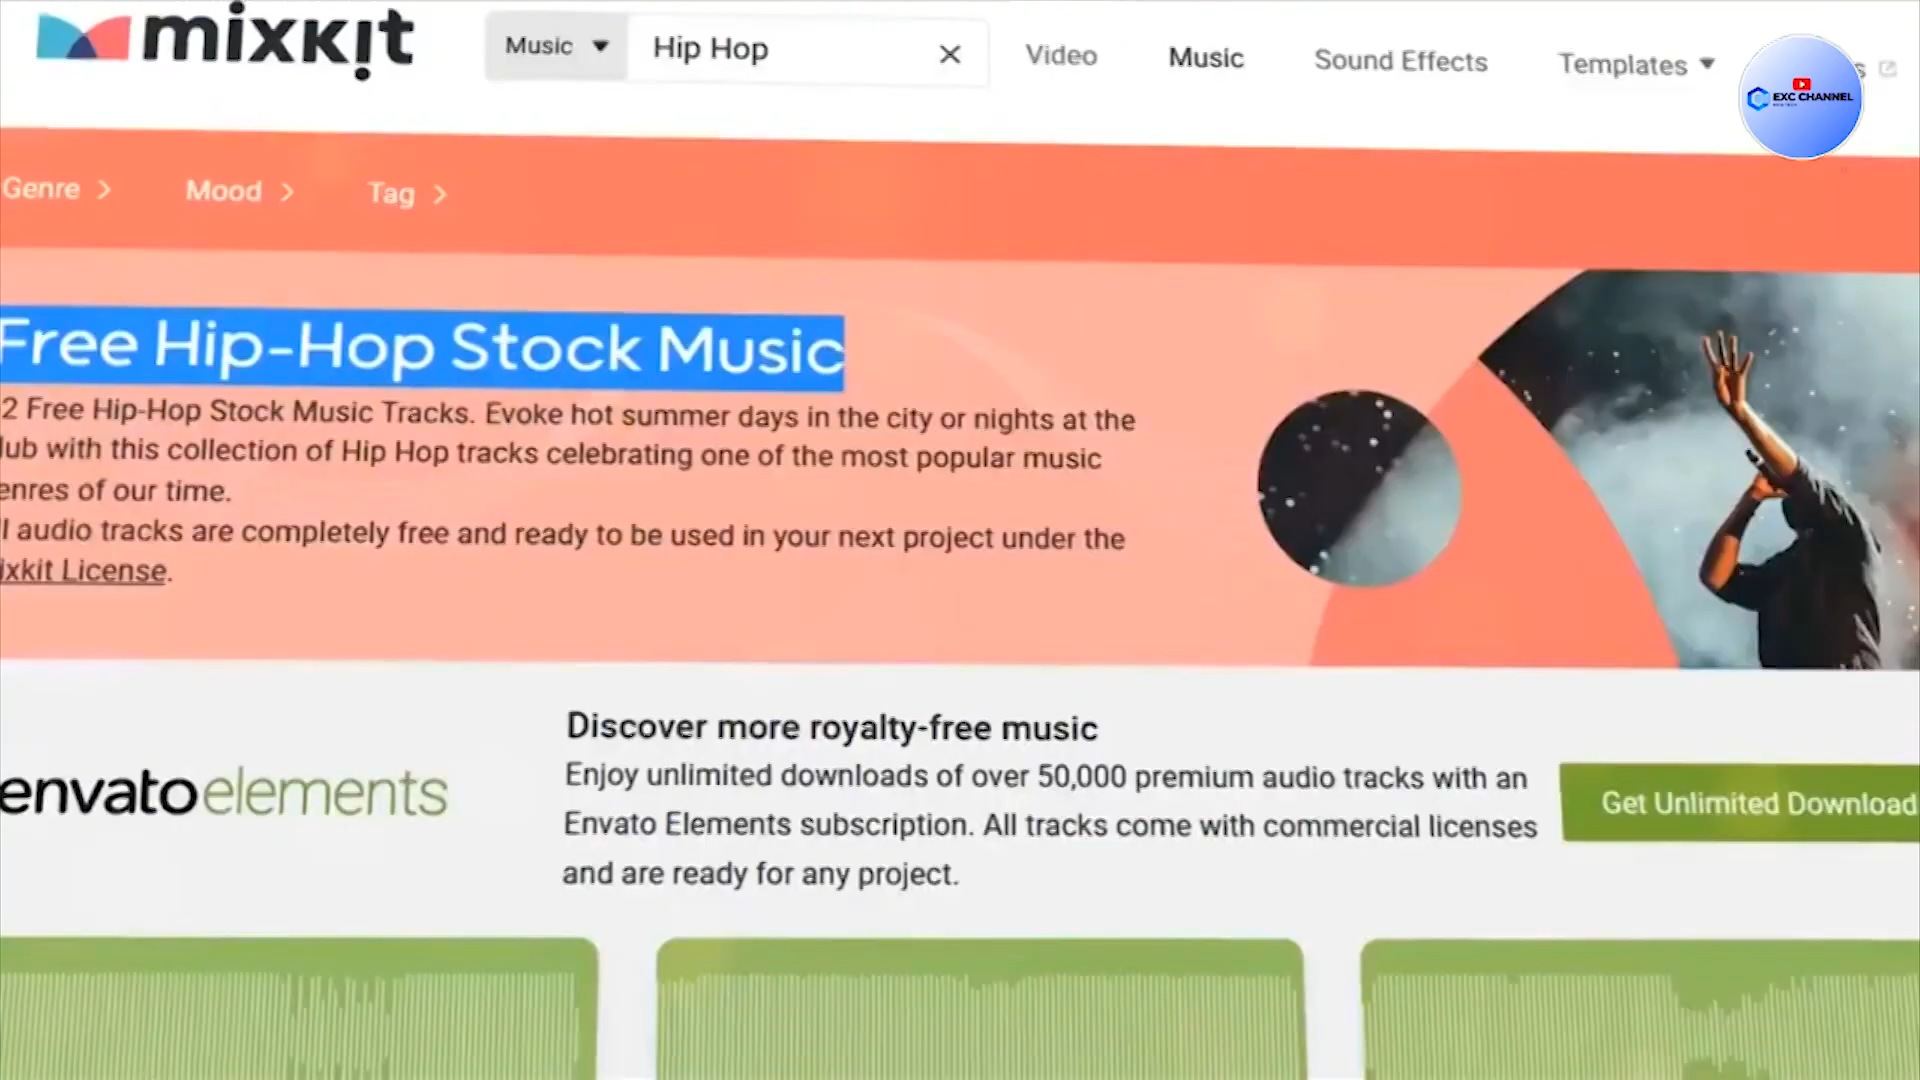 mixkit
Music
Hip Hop
Video
Music
Sound Effects
Templates
EXC CHANNEL
Genre
Mood
Tag
Free Hip-Hop Stock Music
2 Free Hip-Hop Stock Music Tracks. Evoke hot summer days in the city or nights at the
lub with this collection of Hip Hop tracks celebrating one of the most popular music
enres of our time.
l audio tracks are completely free and ready to be used in your next project under the
ixkit License.
envatoelements
Discover more royalty-free music
Enjoy unlimited downloads of over 50,000 premium audio tracks with an
Envato Elements subscription. All tracks come with commercial licenses
and are ready for any project.
Get Unlimited Download